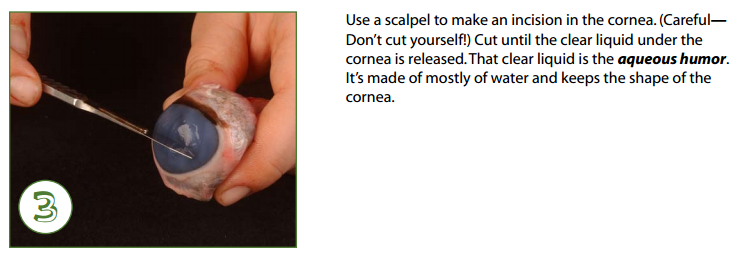 3
Use a scalpel to make an incision in the cornea. (Careful—
Don't cut yourself!) Cut until the clear liquid under the
cornea is released. That clear liquid is the aqueous humor.
It's made of mostly of water and keeps the shape of the
cornea.